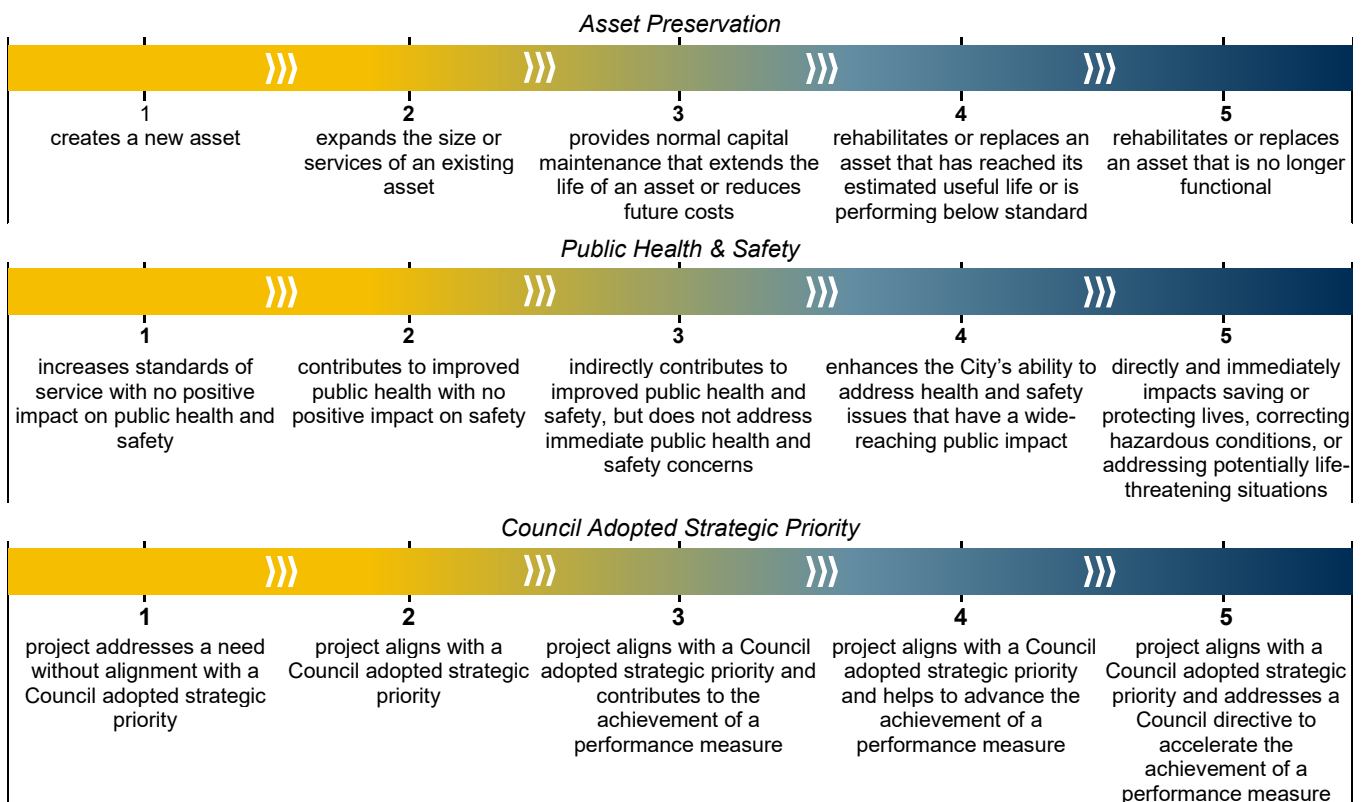 Asset Preservation
1
creates a new asset
2
expands the size or
services of an existing
asset
3
provides normal capital
maintenance that extends the
life of an asset or reduces
future costs
4
rehabilitates or replaces an
asset that has reached its
estimated useful life or is
performing below standard
5
rehabilitates or replaces
an asset that is no longer
functional
Public Health & Safety
1
increases standards of
service with no positive
impact on public health and
safety
2
contributes to improved
public health with no
positive impact on safety
3
indirectly contributes to
improved public health and
safety, but does not address
immediate public health and
safety concerns
4
enhances the City’s ability to
address health and safety
issues that have a wide-
reaching public impact
5
directly and immediately
impacts saving or
protecting lives, correcting
hazardous conditions, or
addressing potentially life-
threatening situations
Council Adopted Strategic Priority
1
project addresses a need
without alignment with a
Council adopted strategic
priority
2
project aligns with a
Council adopted strategic
priority
3
project aligns with a Council
adopted strategic priority and
contributes to the
achievement of a
performance measure
4
project aligns with a Council
adopted strategic priority
and helps to advance the
achievement of a
performance measure
5
project aligns with a
Council adopted strategic
priority and addresses a
Council directive to
accelerate the
achievement of a
performance measure